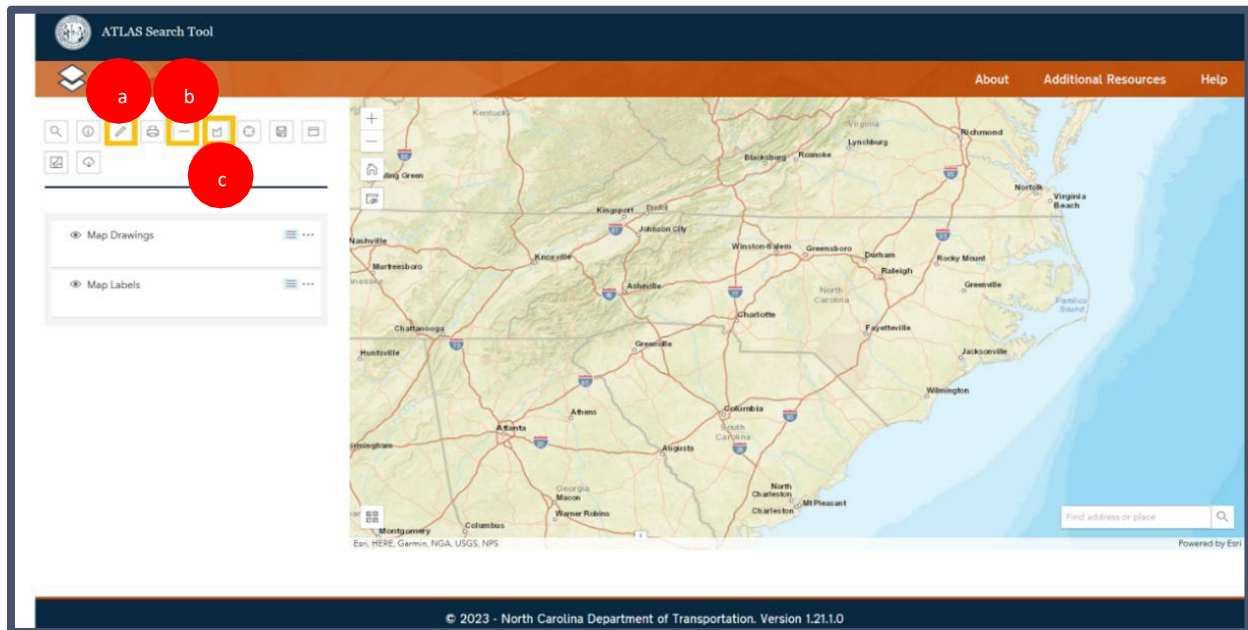 ATLAS Search Tool
a
b
About Additional Resources Help
c
Map Drawings
Map Labels
Kentucky
Virginia
Richmond
Lynchburg
Blacksburg
Roanoke
Norfolk
Virginia
Beach
Kingsport
Bristol
Johnson City
Nashville
Winston-Salem
Greensboro
Durham
Rocky Mount
Knoxville
Murfreesboro
Raleigh
Asheville
North
Carolina
Greenville
Pamlico
Sound
Charlotte
Chattanooga
Fayetteville
Huntsville
Greenville
Jacksonville
Wilmington
Athens
Columbia
Atlanta
South
Carolina
Augusta
Georgia
Macon
North
Charleston
Mt Pleasant
Warner Robins
Charleston
Columbus
Montgomery
Find address or place
Esri, HERE, Garmin, NGA, USGS, NPS
Powered by Esri
© 2023 - North Carolina Department of Transportation. Version 1.21.1.0